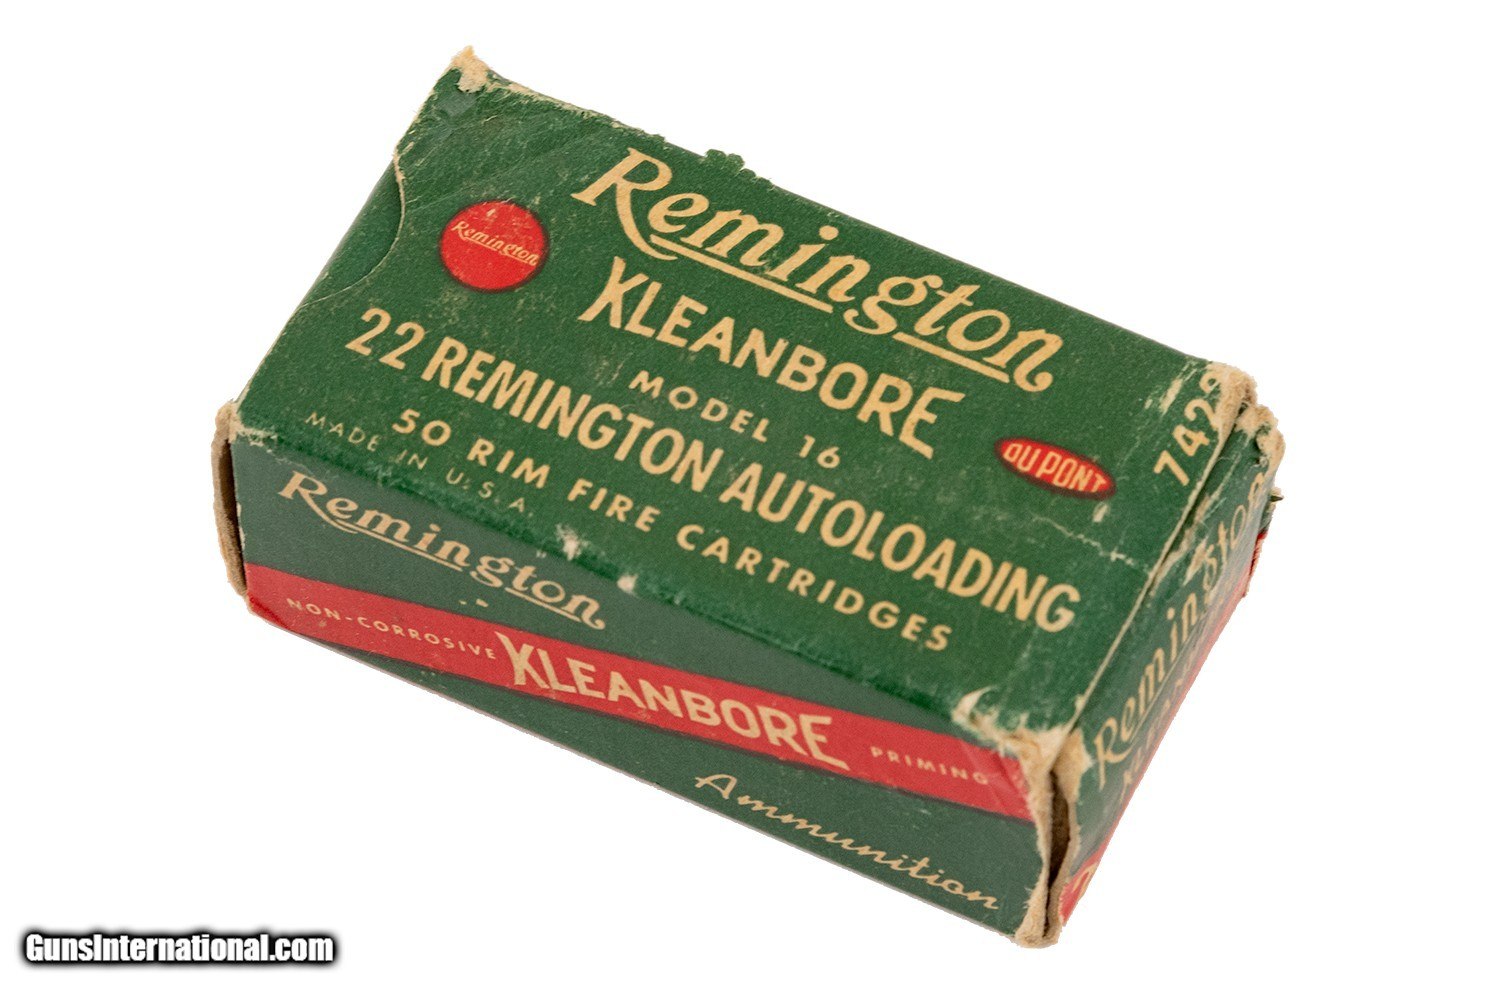 Remington
Remington
KLEANBORE
MODEL 16
22 REMINGTON AUTOLOADING
50 RIM FIRE CARTRIDGES
MADE IN U.S.A.
DU PONT
Remington
NON-CORROSIVE KLEANBORE PRIMING
Ammunition
Remington
GunsInternational.com